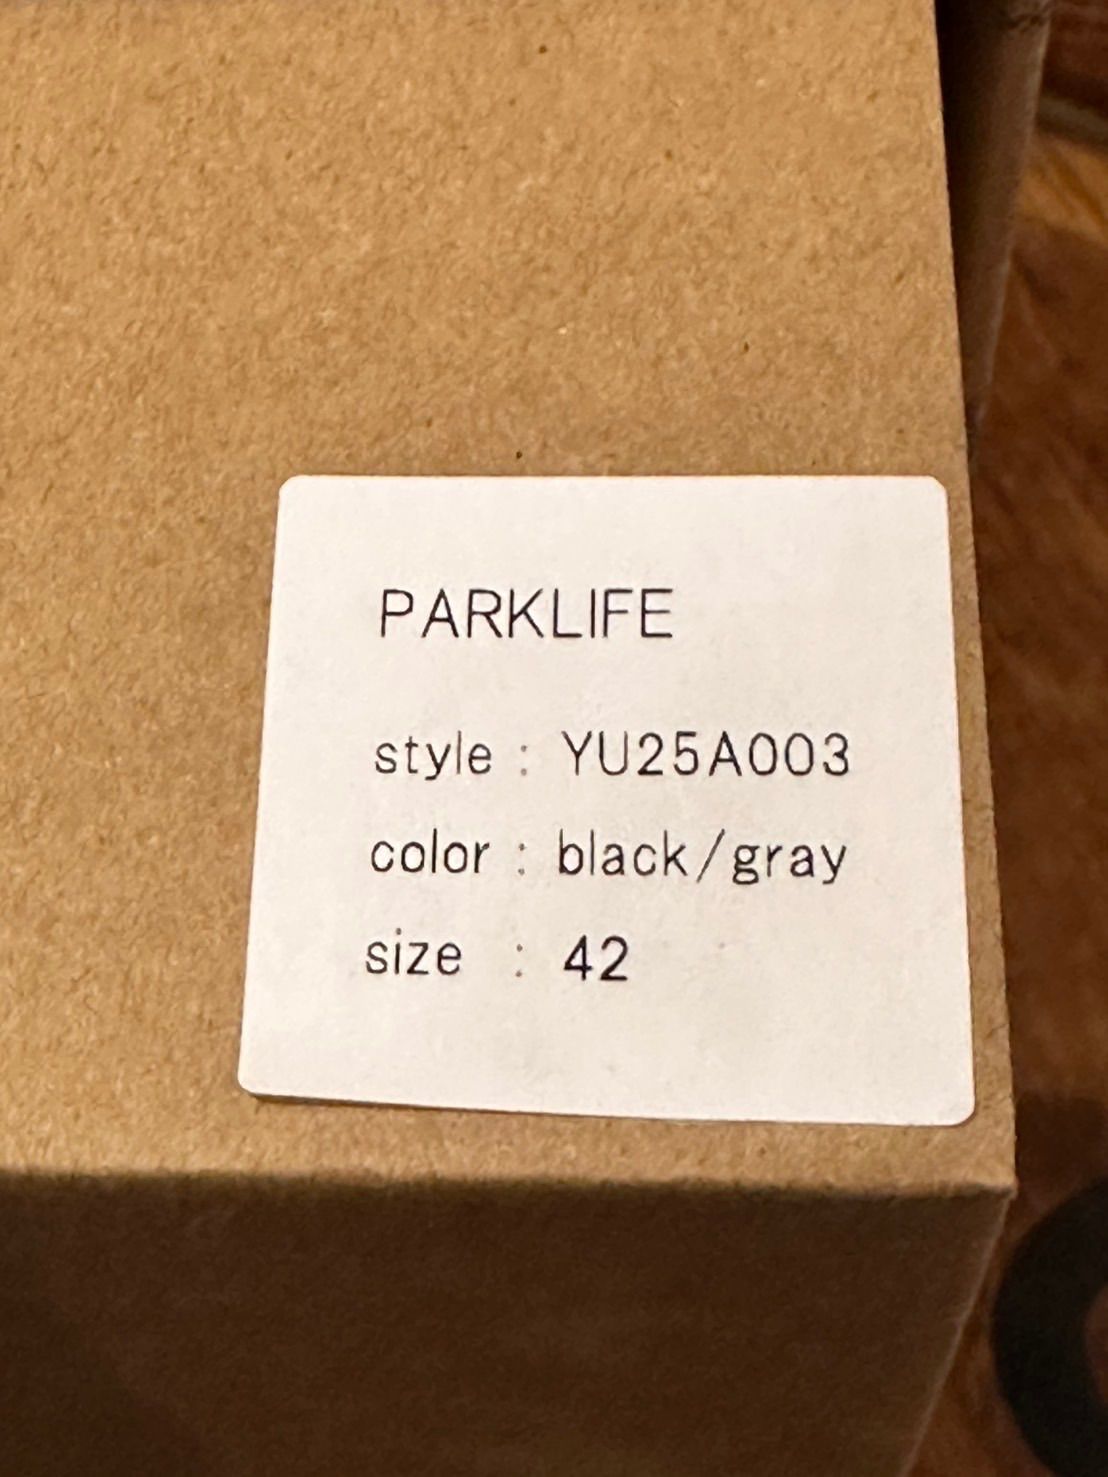 PARKLIFE
style : YU25A003
color : black/gray
size : 42